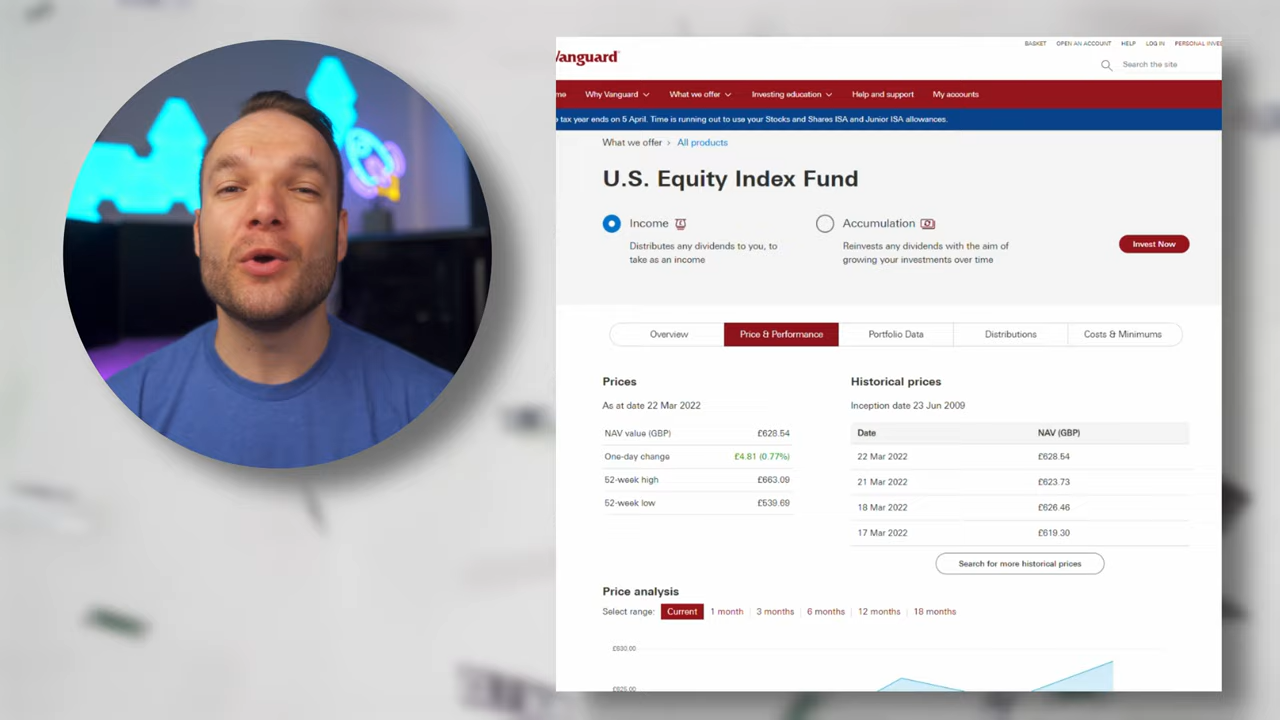 Vanguard
BASKET OPEN AN ACCOUNT HELP LOG IN PERSONAL
Search the site
Why Vanguard What we offer Investing education Help and support My accounts
tax year ends on 5 April. Time is running out to use your Stocks and Shares ISA and Junior ISA allowances.
What we offer > All products
U.S. Equity Index Fund
Income Accumulation
Distributes any dividends to you, to Reinvests any dividends with the aim of
take as an income growing your investments over time
Invest Now
Overview Price & Performance Portfolio Data Distributions Costs & Minimums
Prices
As at date 22 Mar 2022
NAV value (GBP) £628.54
One-day change £4.81 (0.77%)
52-week high £663.09
52-week low £539.69
Historical prices
Inception date 23 Jun 2009
Date NAV (GBP)
22 Mar 2022 £628.54
21 Mar 2022 £623.73
18 Mar 2022 £626.46
17 Mar 2022 £619.30
Search for more historical prices
Price analysis
Select range: Current 1 month 3 months 6 months 12 months 18 months
£630.00
£625.00